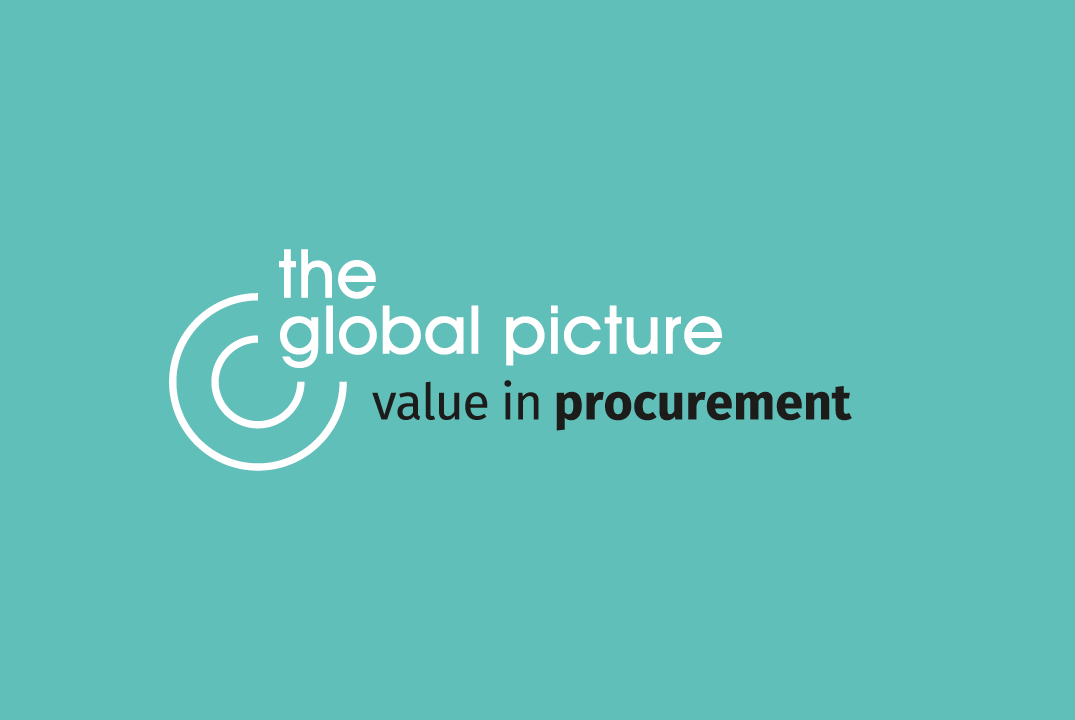 the
global picture
value in procurement